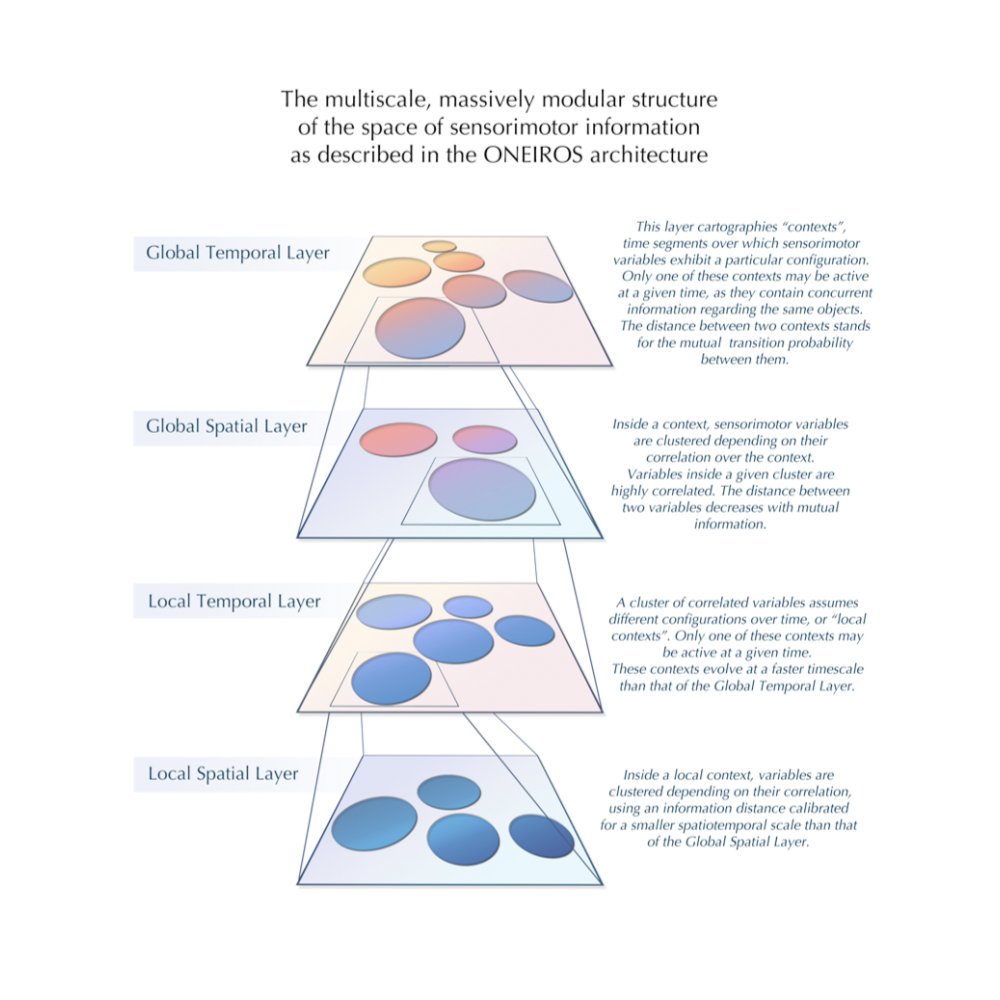 The multiscale, massively modular structure
of the space of sensorimotor information
as described in the ONEIROS architecture
Global Temporal Layer
This layer cartographies “contexts”,
time segments over which sensorimotor
variables exhibit a particular configuration.
Only one of these contexts may be active
at a given time, as they contain concurrent
information regarding the same objects.
The distance between two contexts stands
for the mutual transition probability
between them.
Global Spatial Layer
Inside a context, sensorimotor variables
are clustered depending on their
correlation over the context.
Variables inside a given cluster are
highly correlated. The distance between
two variables decreases with mutual
information.
Local Temporal Layer
A cluster of correlated variables assumes
different configurations over time, or “local
contexts”. Only one of these contexts may
be active at a given time.
These contexts evolve at a faster timescale
than that of the Global Temporal Layer.
Local Spatial Layer
Inside a local context, variables are
clustered depending on their correlation,
using an information distance calibrated
for a smaller spatiotemporal scale than that
of the Global Spatial Layer.